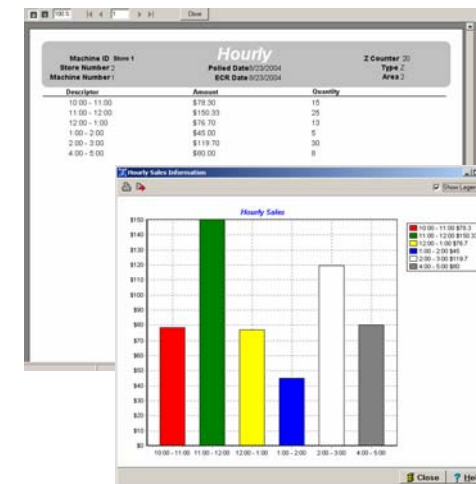 100 %
1
Close
Hourly
Machine ID Store 1
Store Number 2
Machine Number 1
Polled Date 8/23/2004
ECR Date 8/23/2004
Z Counter 20
Type Z
Area 2
Descriptor Amount Quantity
10:00 - 11:00 $78.30 15
11:00 - 12:00 $150.33 25
12:00 - 1:00 $76.70 13
1:00 - 2:00 $45.00 5
2:00 - 3:00 $119.70 30
4:00 - 5:00 $80.00 8
Hourly Sales Information
Show Legen
Hourly Sales
10:00 - 11:00 $78.3
11:00 - 12:00 $150.33
12:00 - 1:00 $76.7
1:00 - 2:00 $45
2:00 - 3:00 $119.7
4:00 - 5:00 $80
$150
$140
$130
$120
$110
$100
$90
$80
$70
$60
$50
$40
$30
$20
$10
$0
10:00 - 11:00 11:00 - 12:00 12:00 - 1:00 1:00 - 2:00 2:00 - 3:00 4:00 - 5:00
Close ? Hel